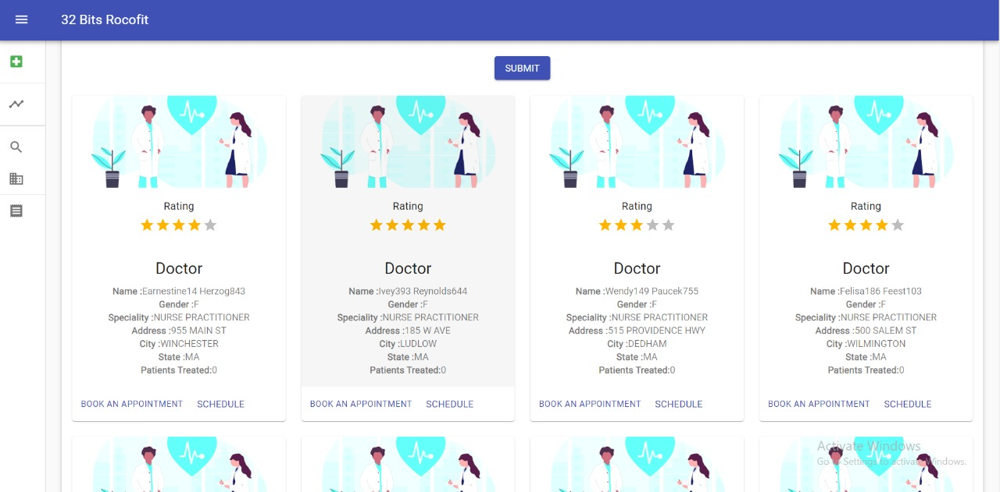 32 Bits Rocofit
SUBMIT
Rating
Doctor
Name :Earnestine14 Herzog843
Gender :F
Speciality :NURSE PRACTITIONER
Address :955 MAIN ST
City :WINCHESTER
State :MA
Patients Treated:0
BOOK AN APPOINTMENT SCHEDULE
Rating
Doctor
Name :Ivey393 Reynolds644
Gender :F
Speciality :NURSE PRACTITIONER
Address :185 W AVE
City :LUDLOW
State :MA
Patients Treated:0
BOOK AN APPOINTMENT SCHEDULE
Rating
Doctor
Name :Wendy149 Paucek755
Gender :F
Speciality :NURSE PRACTITIONER
Address :515 PROVIDENCE HWY
City :DEDHAM
State :MA
Patients Treated:0
BOOK AN APPOINTMENT SCHEDULE
Rating
Doctor
Name :Felisa186 Feest103
Gender :F
Speciality :NURSE PRACTITIONER
Address :500 SALEM ST
City :WILMINGTON
State :MA
Patients Treated:0
BOOK AN APPOINTMENT SCHEDULE
Activate Windows
Go to Settings to activate Windows.